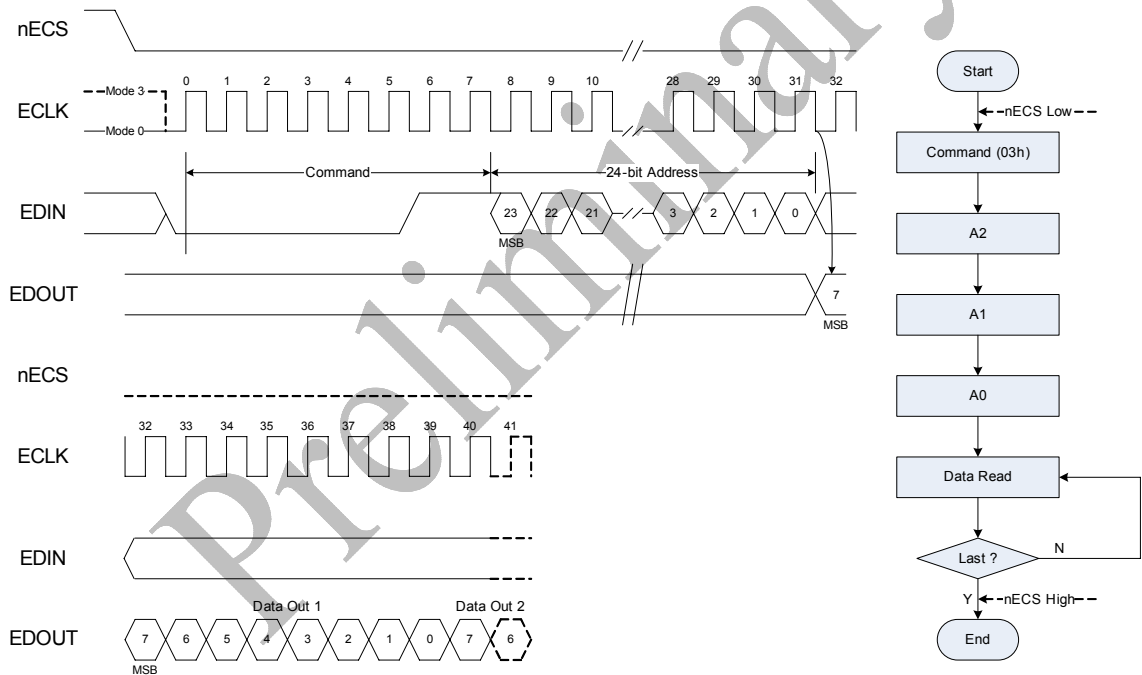 nECS
ECLK
Mode 3
Mode 0
0 1 2 3 4 5 6 7 8 9 10 28 29 30 31 32
Command
24-bit Address
EDIN
23 22 21 3 2 1 0
MSB
EDOUT
7
MSB
nECS
ECLK
32 33 34 35 36 37 38 39 40 41
EDIN
Data Out 1
Data Out 2
EDOUT
7 6 5 4 3 2 1 0 7 6
MSB
Start
nECS Low
Command (03h)
A2
A1
A0
Data Read
Last ?
N
Y
nECS High
End
Preliminary